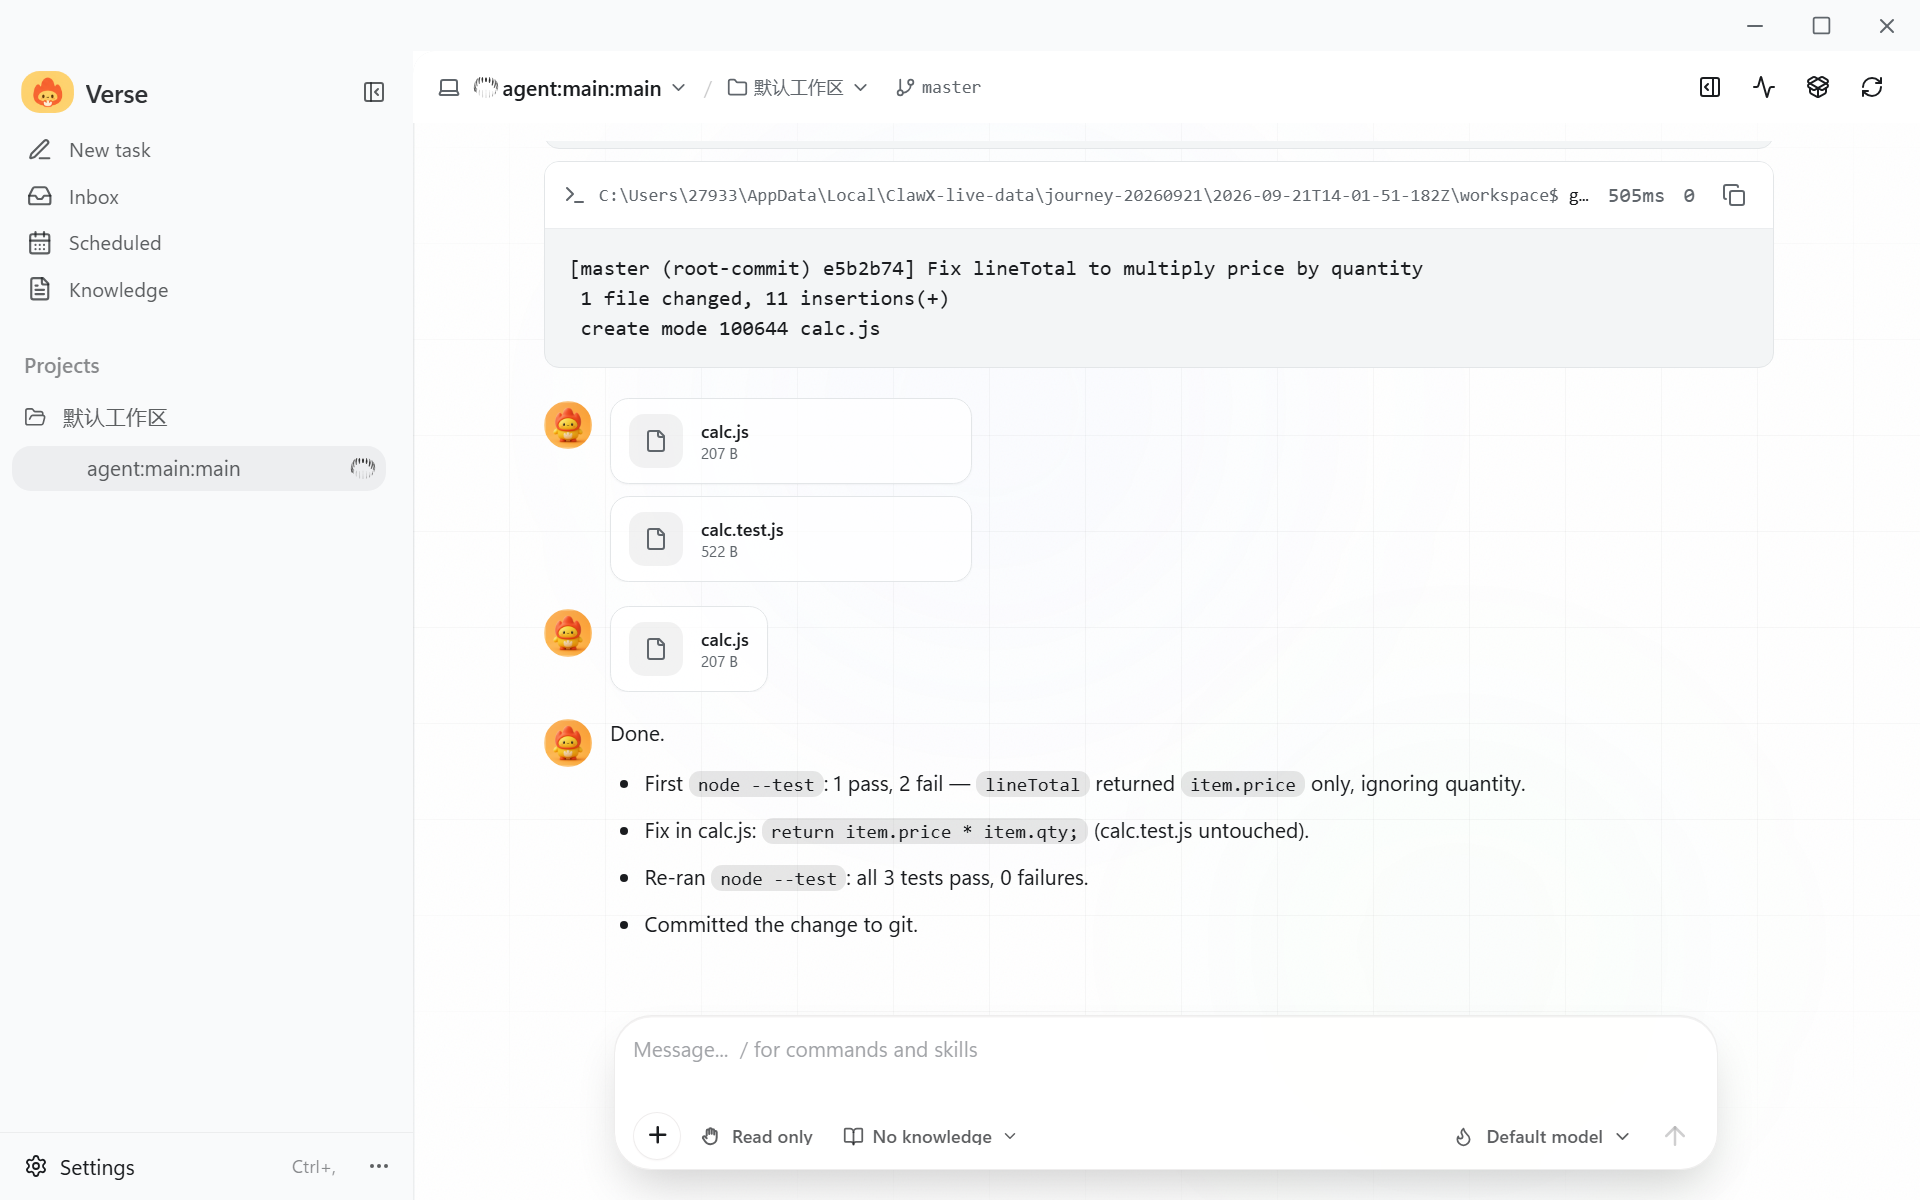 Verse
New task
Inbox
Scheduled
Knowledge
Projects
默认工作区
agent:main:main
Settings
Ctrl+,
agent:main:main / 默认工作区 master
C:\Users\27933\AppData\Local\ClawX-live-data\journey-20260921\2026-09-21T14-01-51-182Z\workspace$ g… 505ms 0
[master (root-commit) e5b2b74] Fix lineTotal to multiply price by quantity
1 file changed, 11 insertions(+)
create mode 100644 calc.js
calc.js
207 B
calc.test.js
522 B
calc.js
207 B
Done.
• First node --test: 1 pass, 2 fail — lineTotal returned item.price only, ignoring quantity.
• Fix in calc.js: return item.price * item.qty; (calc.test.js untouched).
• Re-ran node --test: all 3 tests pass, 0 failures.
• Committed the change to git.
Message... / for commands and skills
Read only No knowledge Default model